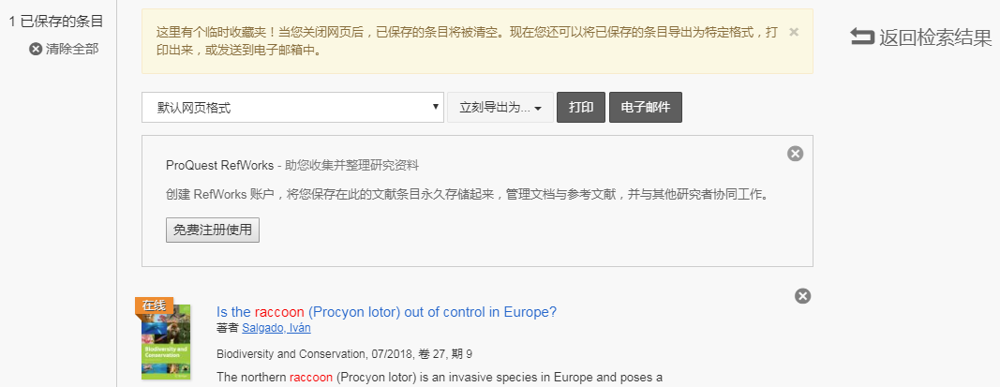 1 已保存的条目
清除全部
这里有个临时收藏夹！当您关闭网页后，已保存的条目将被清空。现在您还可以将已保存的条目导出为特定格式，打
印出来，或发送到电子邮箱中。
返回检索结果
默认网页格式 立刻导出为... 打印 电子邮件
ProQuest RefWorks - 助您收集并整理研究资料
创建 RefWorks 账户，将您保存在此的文献条目永久存储起来，管理文档与参考文献，并与其他研究者协同工作。
免费注册使用
在线
Biodiversity and
Conservation
Is the raccoon (Procyon lotor) out of control in Europe?
著者 Salgado, Iván
Biodiversity and Conservation, 07/2018, 卷 27, 期 9
The northern raccoon (Procyon lotor) is an invasive species in Europe and poses a